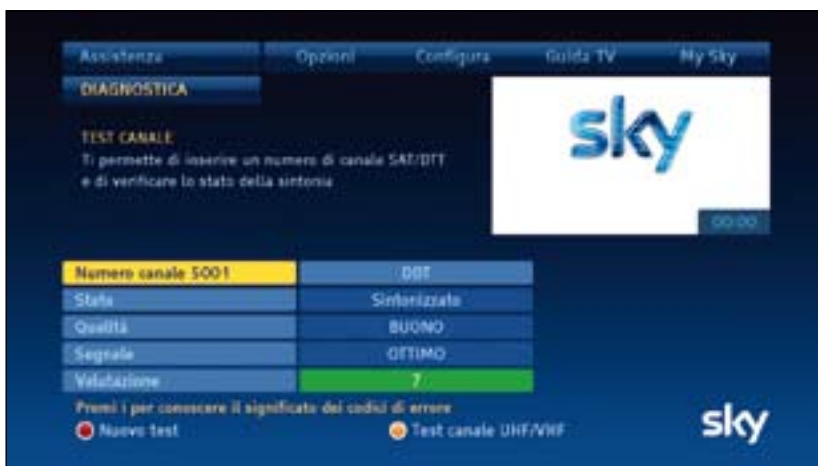 Assistenza Opzioni Configura Guida TV My Sky
DIAGNOSTICA
sky
TEST CANALE
Ti permette di inserire un numero di canale SAT/DTT
e di verificare lo stato della sintonia
00:00
Numero canale 5001 DDT
Stato Sintonizzato
Qualità BUONO
Segnale OTTIMO
Valutazione 7
Premi i per conoscere il significato dei codici di errore
Nuovo test Test canale UHF/VHF
sky